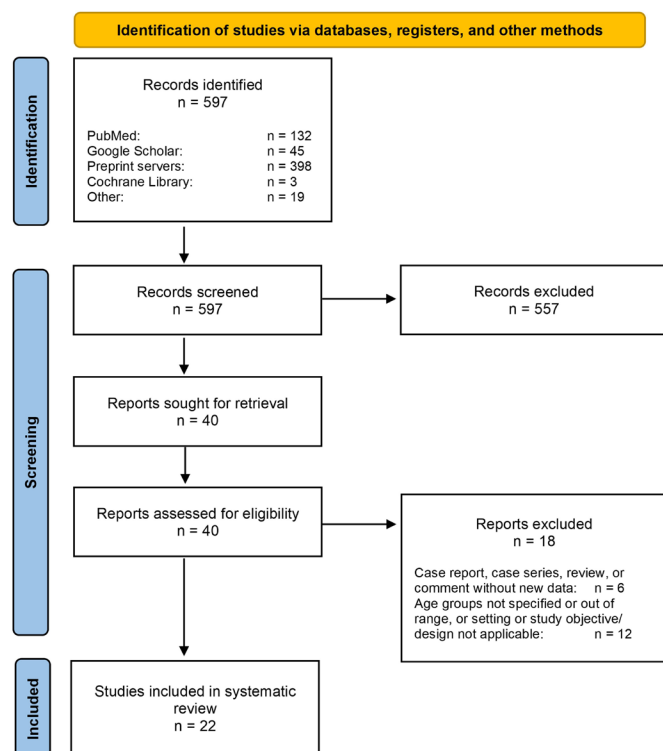 Identification of studies via databases, registers, and other methods
Identification
Records identified
n = 597
PubMed: n = 132
Google Scholar: n = 45
Preprint servers: n = 398
Cochrane Library: n = 3
Other: n = 19
Screening
Records screened
n = 597
Records excluded
n = 557
Reports sought for retrieval
n = 40
Reports assessed for eligibility
n = 40
Reports excluded
n = 18
Case report, case series, review, or
comment without new data: n = 6
Age groups not specified or out of
range, or setting or study objective/
design not applicable: n = 12
Included
Studies included in systematic
review
n = 22